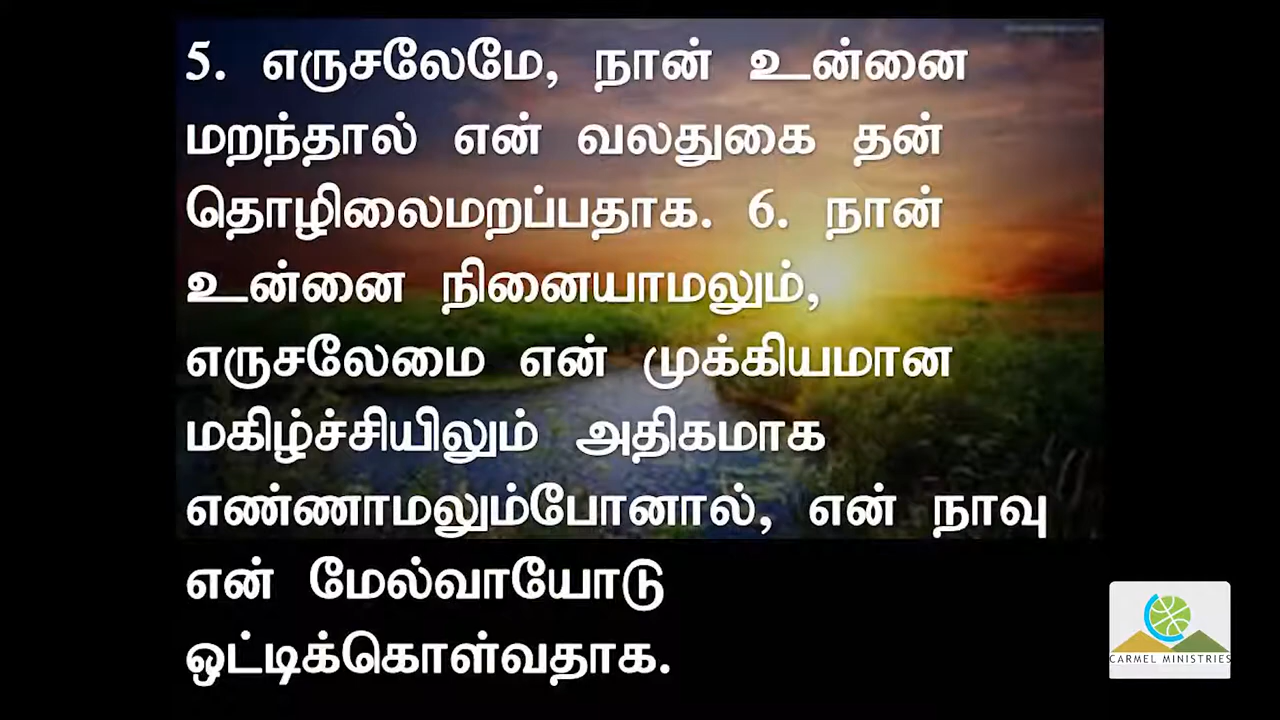 5. எருசலேமே, நான் உன்னை
மறந்தால் என் வலதுகை தன்
தொழிலைமறப்பதாக. 6. நான்
உன்னை நினையாமலும்,
எருசலேமை என் முக்கியமான
மகிழ்ச்சியிலும் அதிகமாக
எண்ணாமலும்போனால், என் நாவு
என் மேல்வாயோடு
ஒட்டிக்கொள்வதாக.
CARMEL MINISTRIES